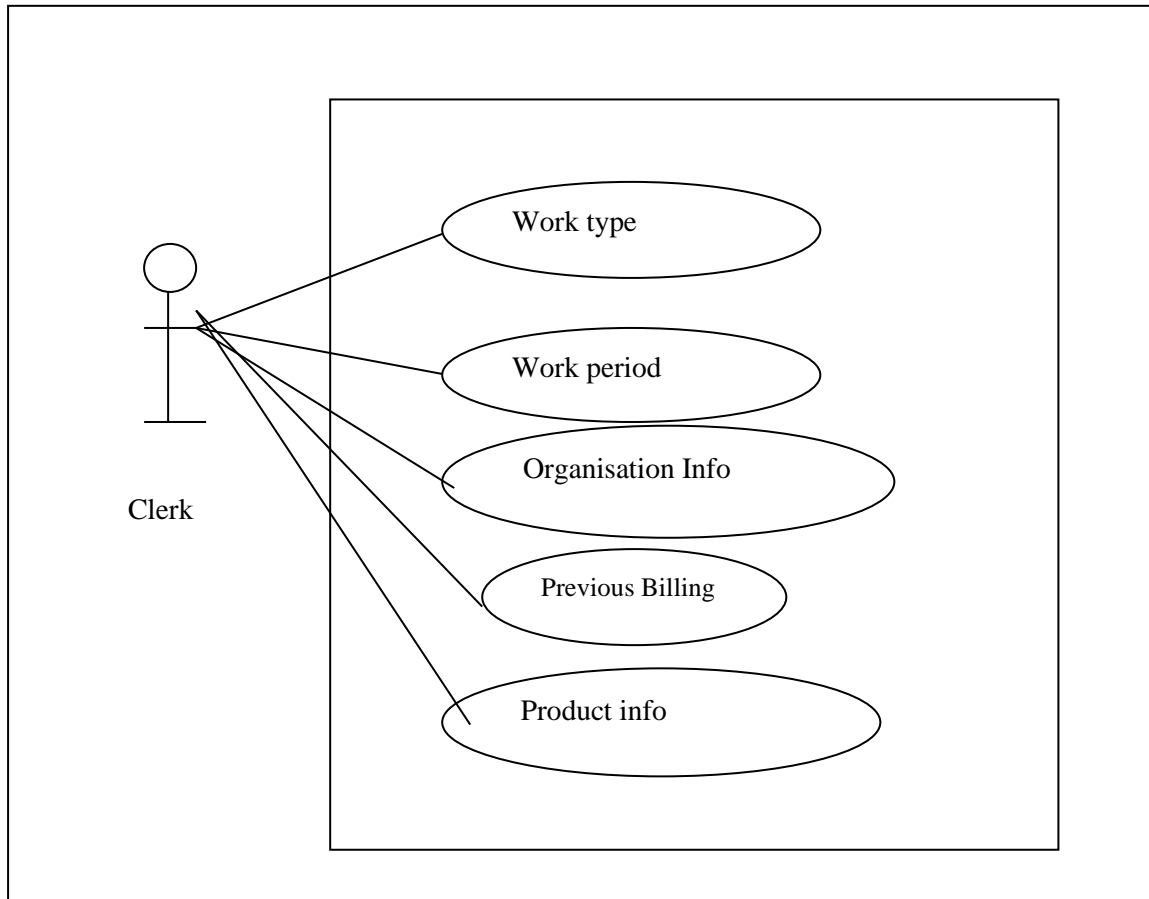 Work type
Work period
Organisation Info
Clerk
Previous Billing
Product info